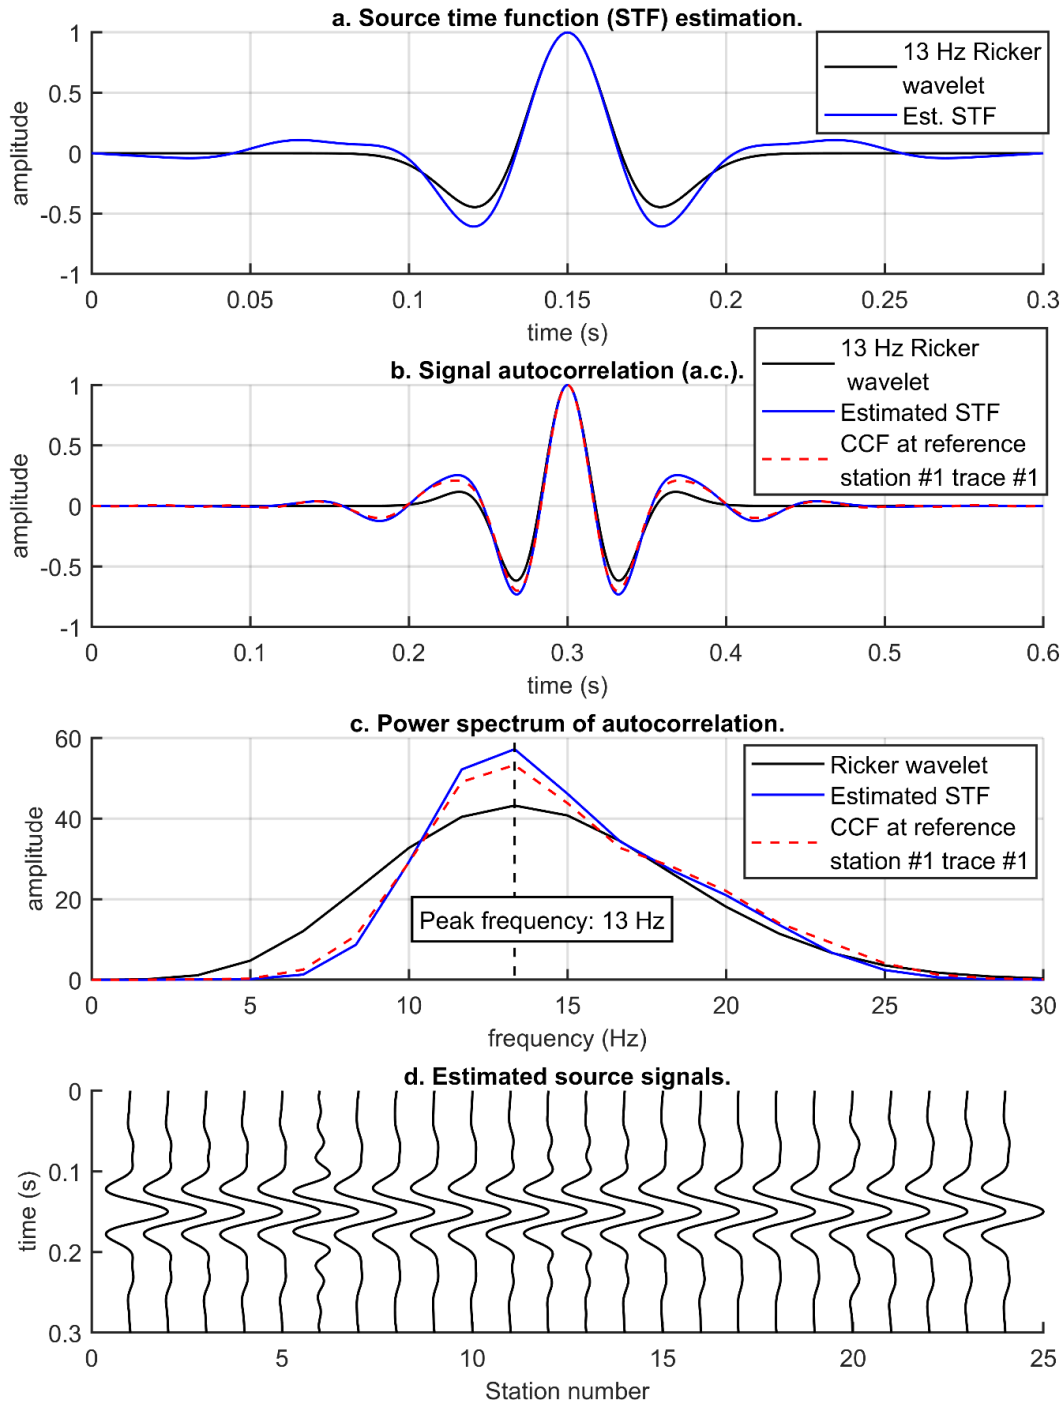 a. Source time function (STF) estimation.
1
0.5
0
-0.5
-1
amplitude
13 Hz Ricker
wavelet
Est. STF
0
0.05
0.1
0.15
0.2
0.25
0.3
time (s)
b. Signal autocorrelation (a.c.).
1
0.5
0
-0.5
-1
amplitude
13 Hz Ricker
wavelet
Estimated STF
CCF at reference
station #1 trace #1
0
0.1
0.2
0.3
0.4
0.5
0.6
time (s)
c. Power spectrum of autocorrelation.
60
40
20
0
amplitude
Ricker wavelet
Estimated STF
CCF at reference
station #1 trace #1
Peak frequency: 13 Hz
0
5
10
15
20
25
30
frequency (Hz)
d. Estimated source signals.
0
0.1
0.2
0.3
time (s)
0
5
10
15
20
25
Station number